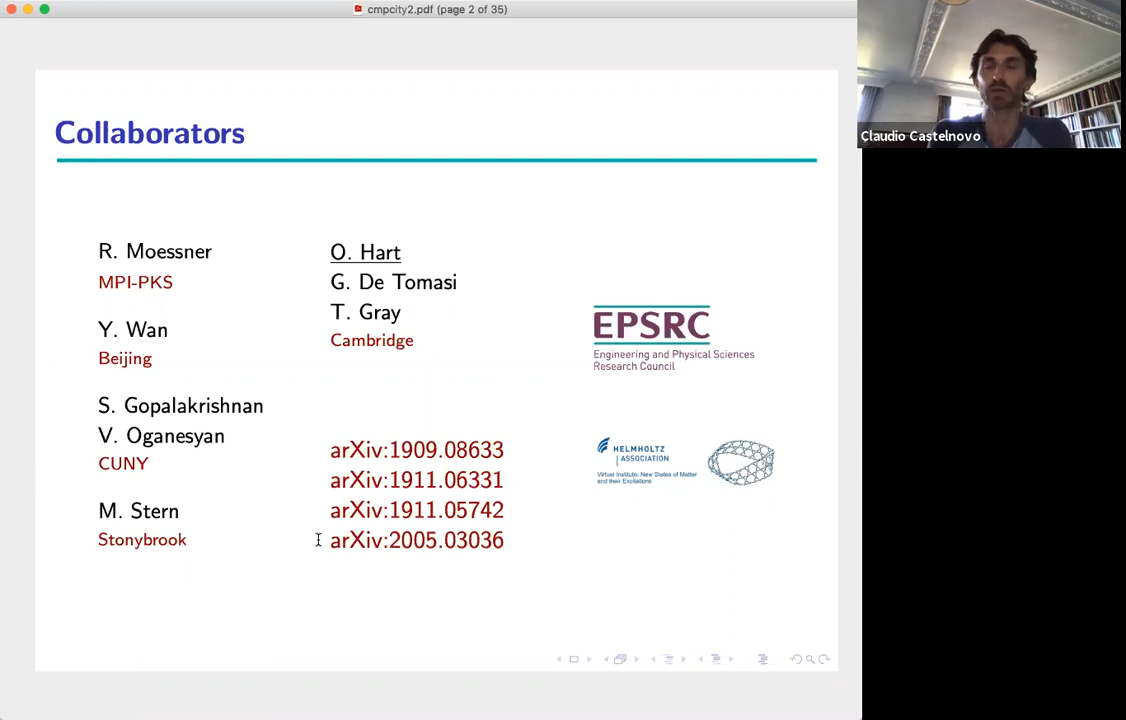 cmpcity2.pdf (page 2 of 35)
Claudio Castelnovo
Collaborators
R. Moessner
MPI-PKS
Y. Wan
Beijing
S. Gopalakrishnan
V. Oganesyan
CUNY
M. Stern
Stonybrook
O. Hart
G. De Tomasi
T. Gray
Cambridge
arXiv:1909.08633
arXiv:1911.06331
arXiv:1911.05742
arXiv:2005.03036
EPSRC
Engineering and Physical Sciences
Research Council
HELMHOLTZ
ASSOCIATION
Virtual Institute: New States of Matter
and their Excitations